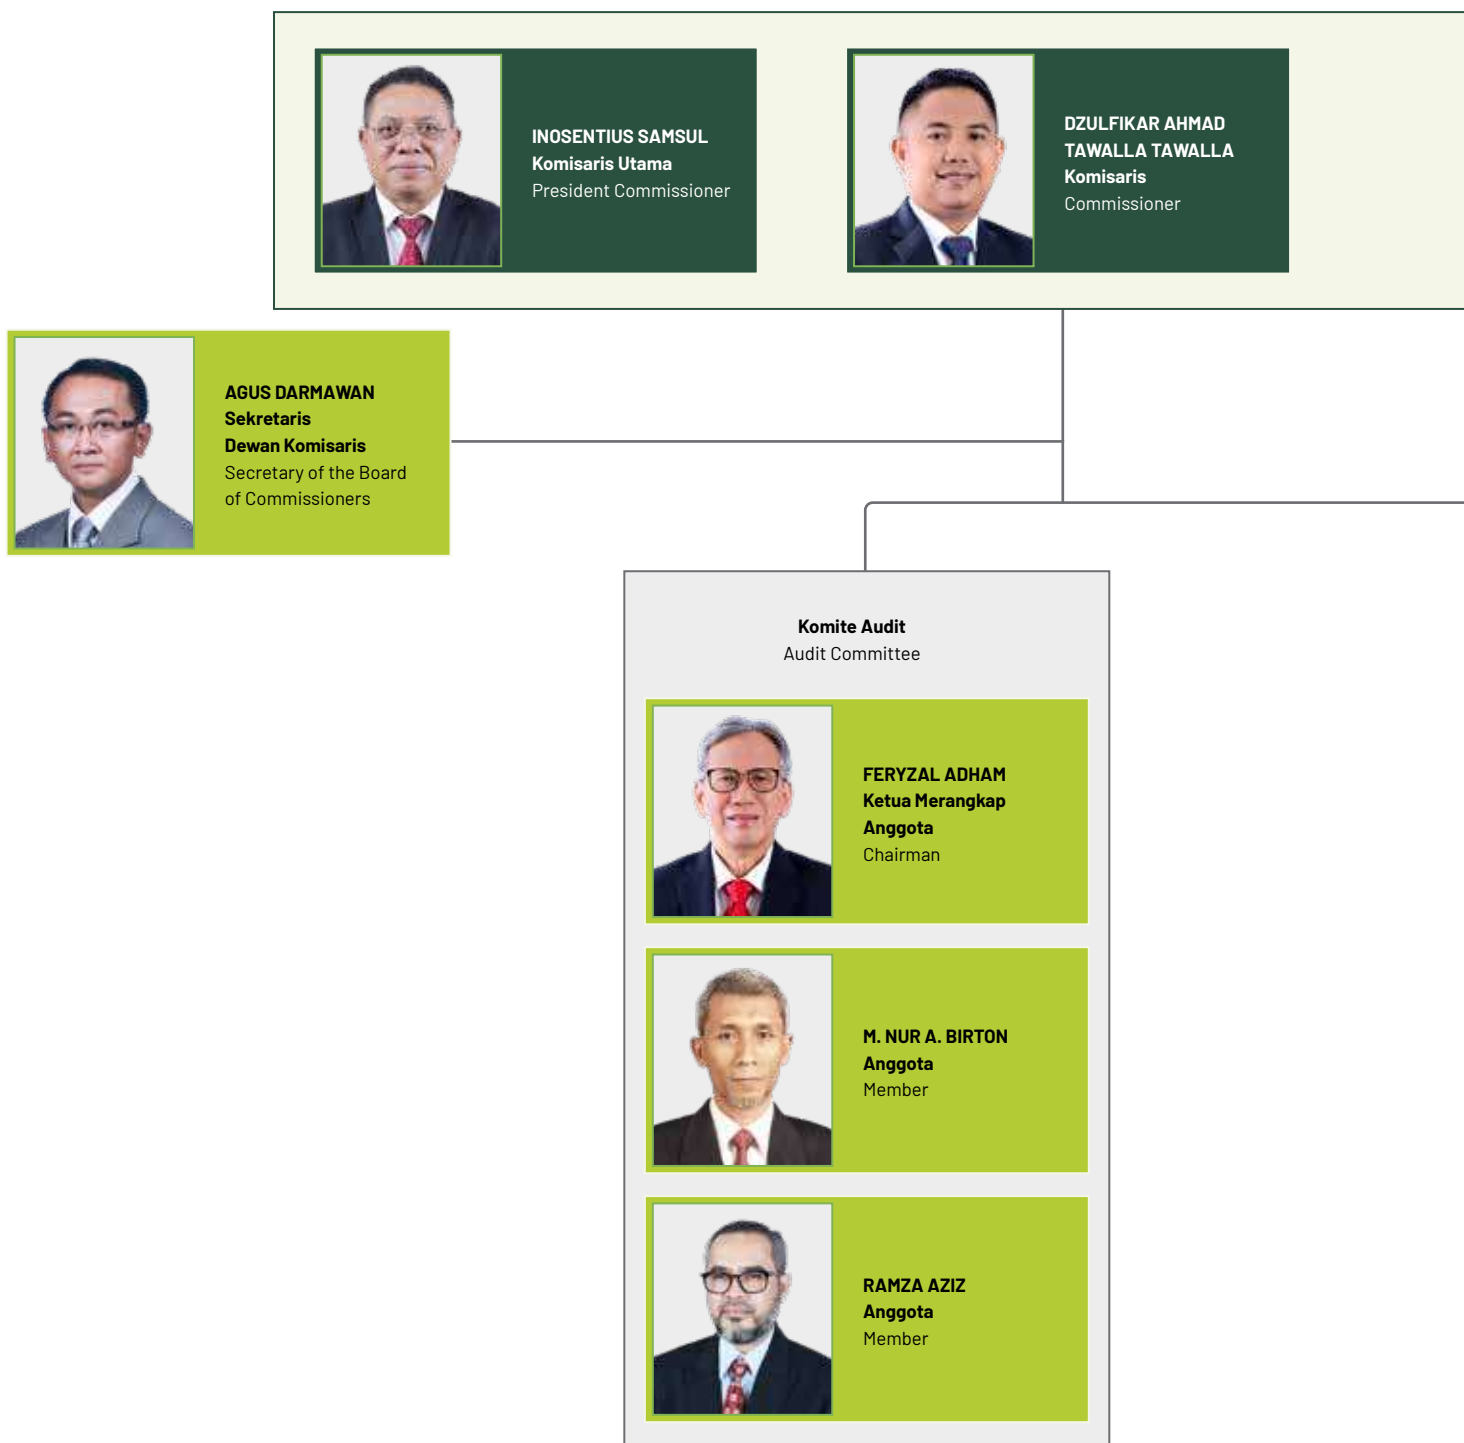 INOSENTIUS SAMSUL
Komisaris Utama
President Commissioner
DZULFIKAR AHMAD
TAWALLA TAWALLA
Komisaris
Commissioner
AGUS DARMAWAN
Sekretaris
Dewan Komisaris
Secretary of the Board
of Commissioners
Komite Audit
Audit Committee
FERYZAL ADHAM
Ketua Merangkap
Anggota
Chairman
M. NUR A. BIRTON
Anggota
Member
RAMZA AZIZ
Anggota
Member